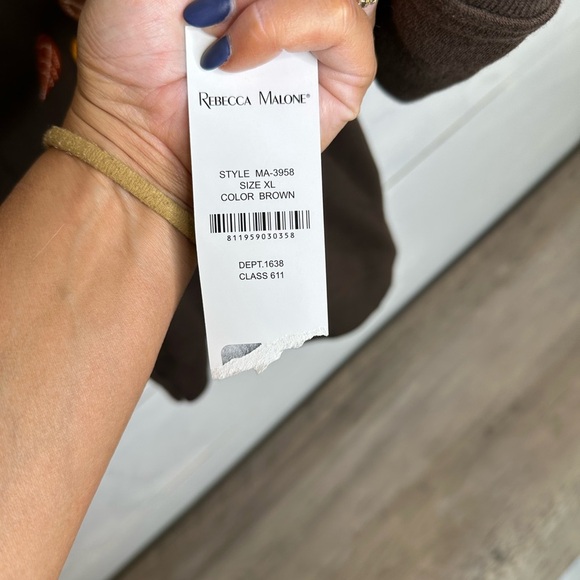 REBECCA MALONE®
STYLE MA-3958
SIZE XL
COLOR BROWN
811959030358
DEPT.1638
CLASS 611